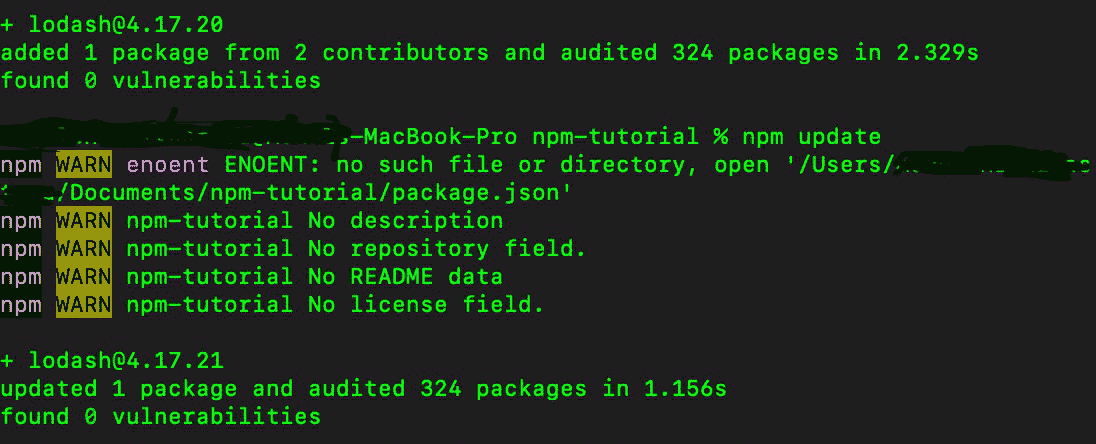 + lodash@4.17.20
added 1 package from 2 contributors and audited 324 packages in 2.329s
found 0 vulnerabilities
-MacBook-Pro npm-tutorial % npm update
npm WARN enoent ENOENT: no such file or directory, open '/Users/
/Documents/npm-tutorial/package.json'
npm WARN npm-tutorial No description
npm WARN npm-tutorial No repository field.
npm WARN npm-tutorial No README data
npm WARN npm-tutorial No license field.
+ lodash@4.17.21
updated 1 package and audited 324 packages in 1.156s
found 0 vulnerabilities